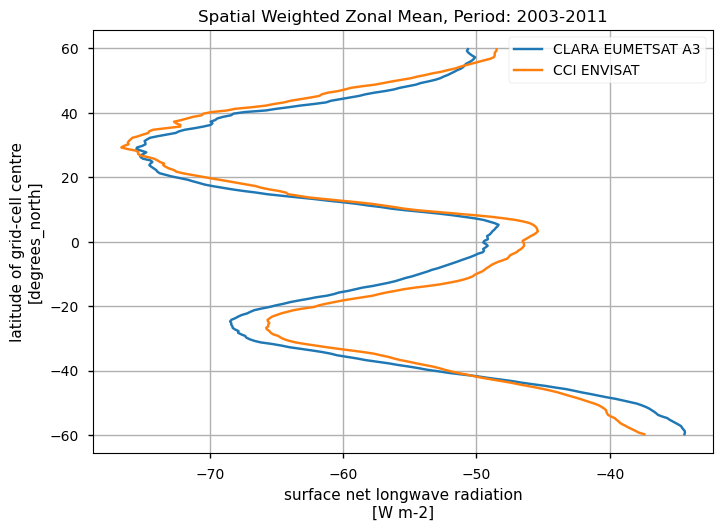 Spatial Weighted Zonal Mean, Period: 2003-2011
CLARA EUMETSAT A3
CCI ENVISAT
latitude of grid-cell centre
[degrees_north]
60
40
20
0
−20
−40
−60
−70
−60
−50
−40
surface net longwave radiation
[W m-2]